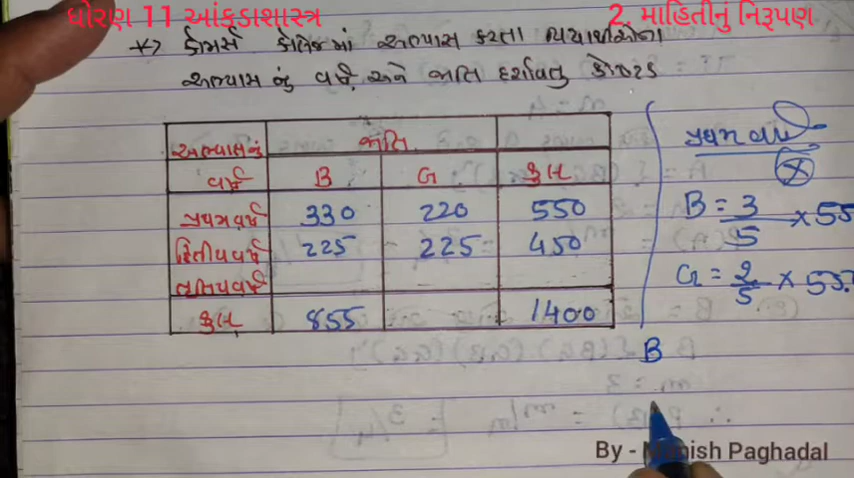 ધોરણ 11 આંકડાશાસ્ત્ર
2. માહિતીનું નિરૂપણ
*> કોમર્સ કોલેજમાં અભ્યાસ કરતા
અભ્યાસનું વર્ષ અને જાતિ દર્શાવતુ કોષ્ટક
અભ્યાસનું જાતિ
વર્ષ B G કુલ
પ્રથમવર્ષ 330 220 550
દ્વિતીયવર્ષ 225 225 450
તૃતિયવર્ષ
કુલ 855 1400
પ્રથમ વર્ષ
x
B = 3/5 × 55
G = 2/5 × 55
B
By - Nimish Paghadal